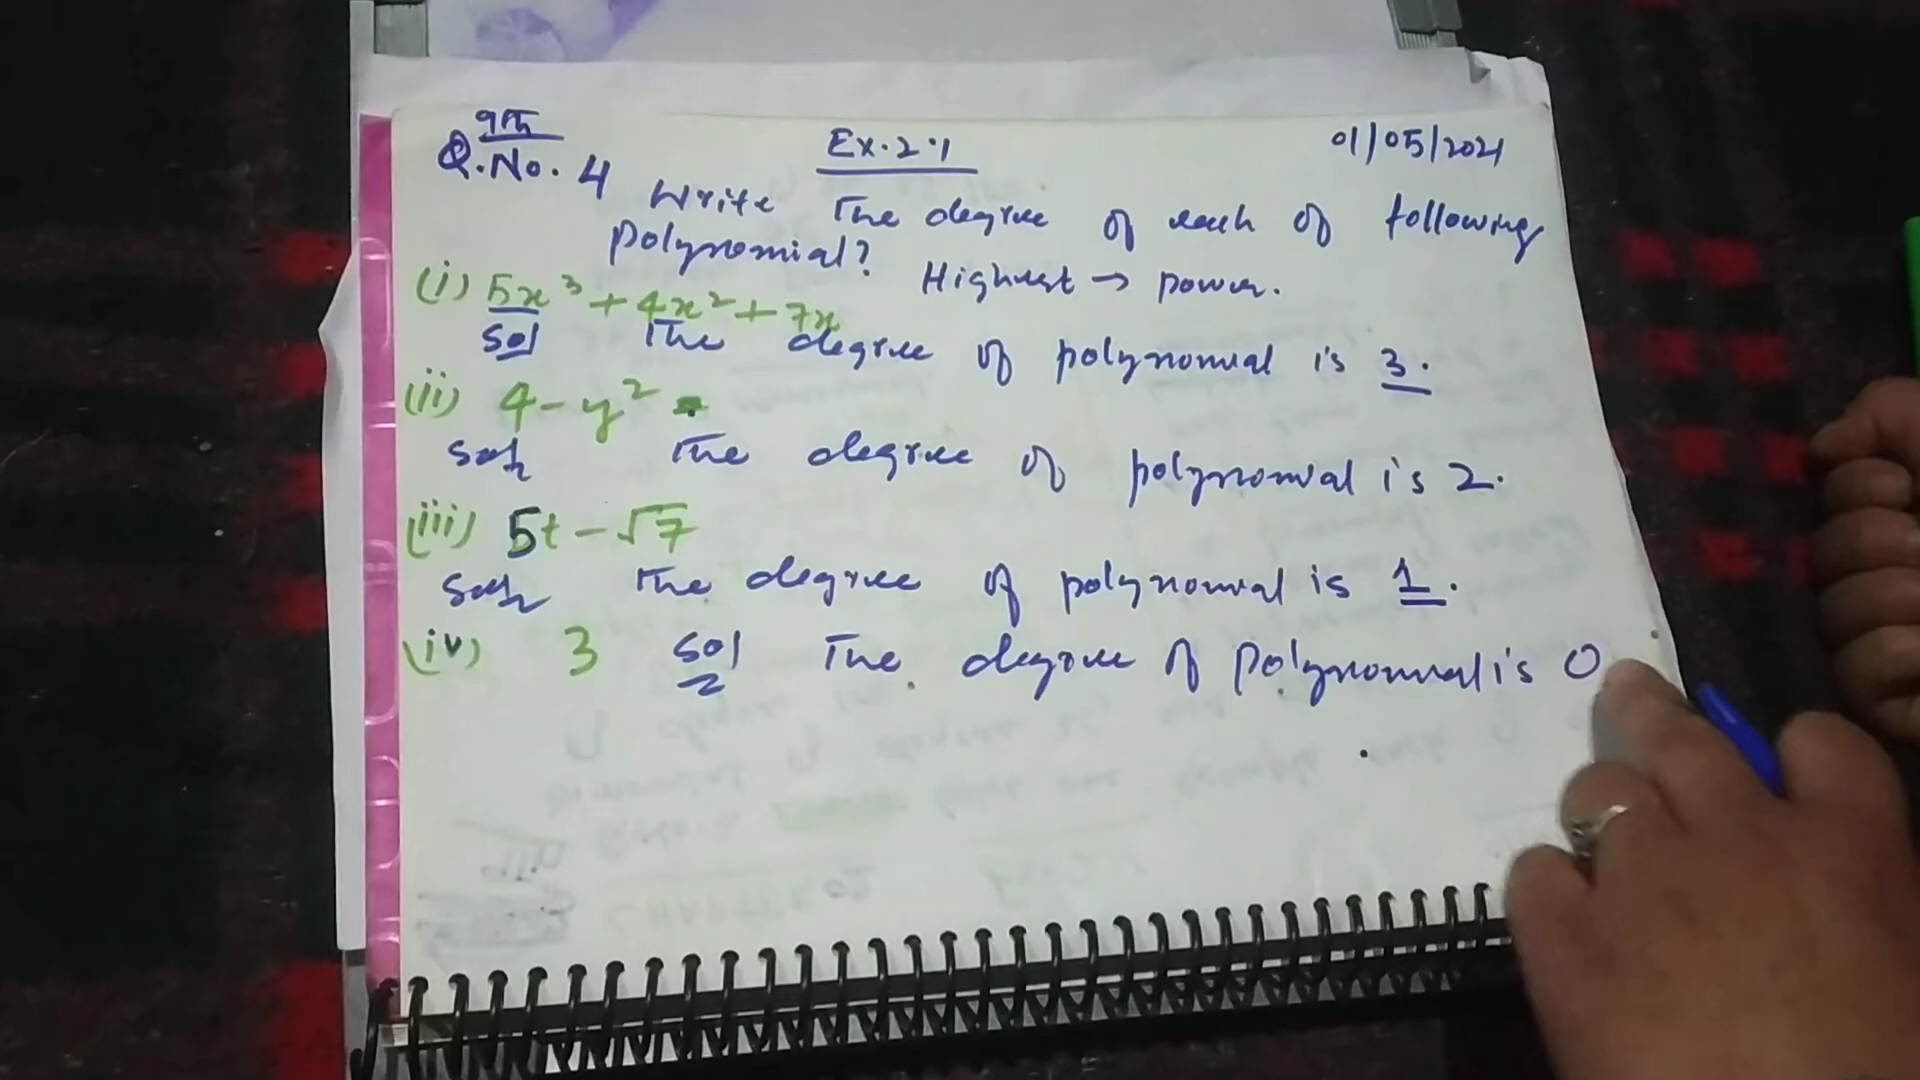 9th
Ex.2.1
01/05/2021
Q.No. 4 Write The degree of each of following
polynomial? Highest → power.
(i) 5x³ + 4x² + 7x
Sol The degree of polynomial is 3.
(ii) 4 - y²
Soln The degree of polynomial is 2.
(iii) 5t - √7
Soln The degree of polynomial is 1.
(iv) 3 Sol The degree of polynomial is 0